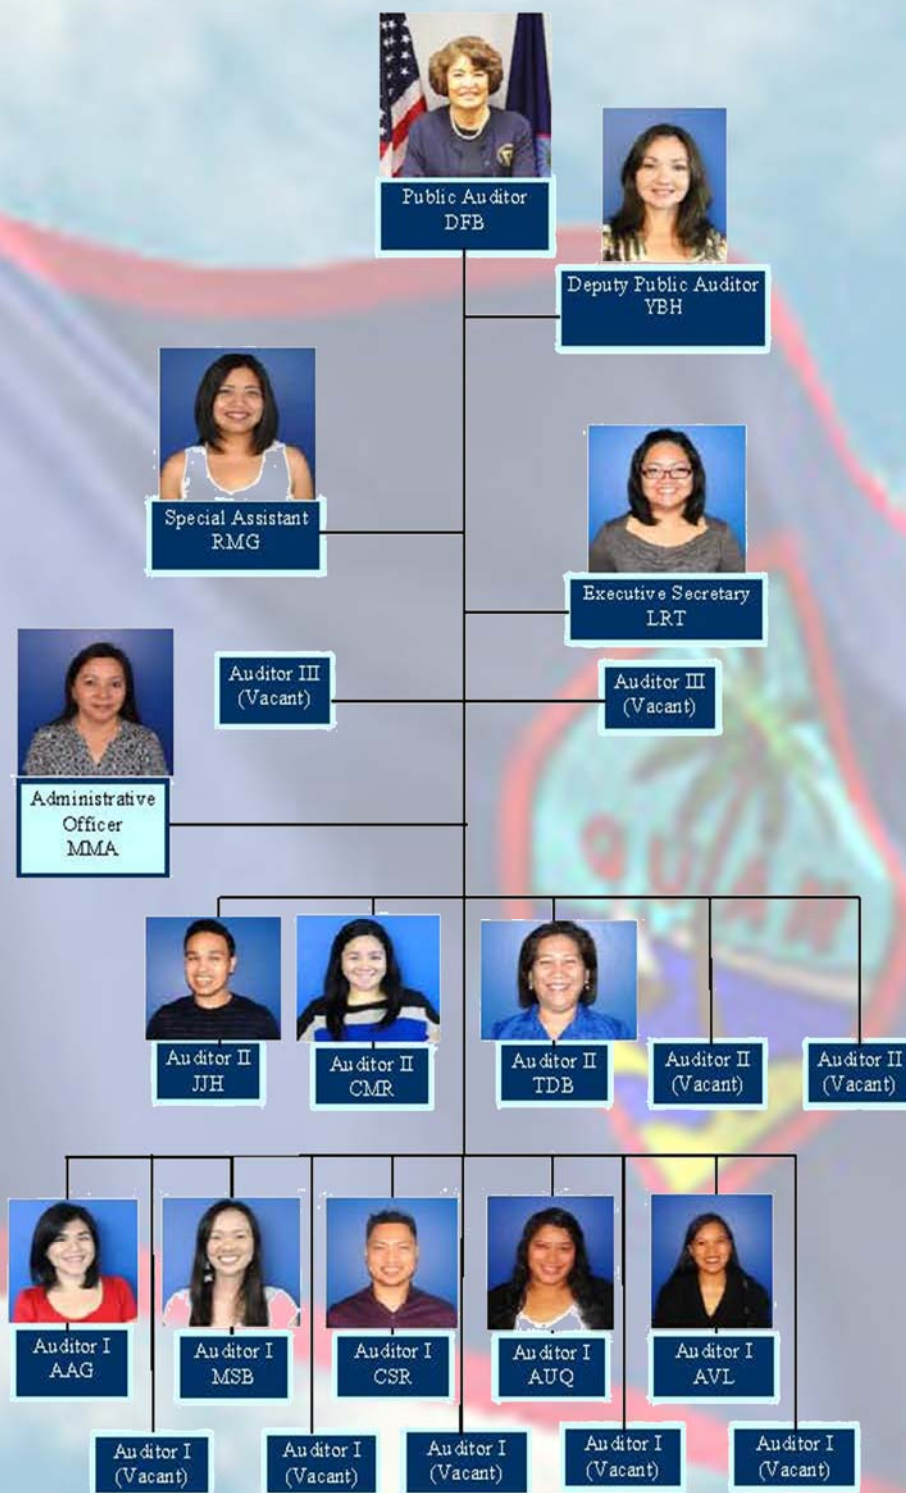 Public Auditor
DFB
Deputy Public Auditor
YBH
Special Assistant
RMG
Executive Secretary
LRT
Auditor III
(Vacant)
Auditor III
(Vacant)
Administrative
Officer
MMA
GUAM
Auditor II
JJH
Auditor II
CMR
Auditor II
TDB
Auditor II
(Vacant)
Auditor II
(Vacant)
Auditor I
AAG
Auditor I
MSB
Auditor I
CSR
Auditor I
AUQ
Auditor I
AVL
Auditor I
(Vacant)
Auditor I
(Vacant)
Auditor I
(Vacant)
Auditor I
(Vacant)
Auditor I
(Vacant)